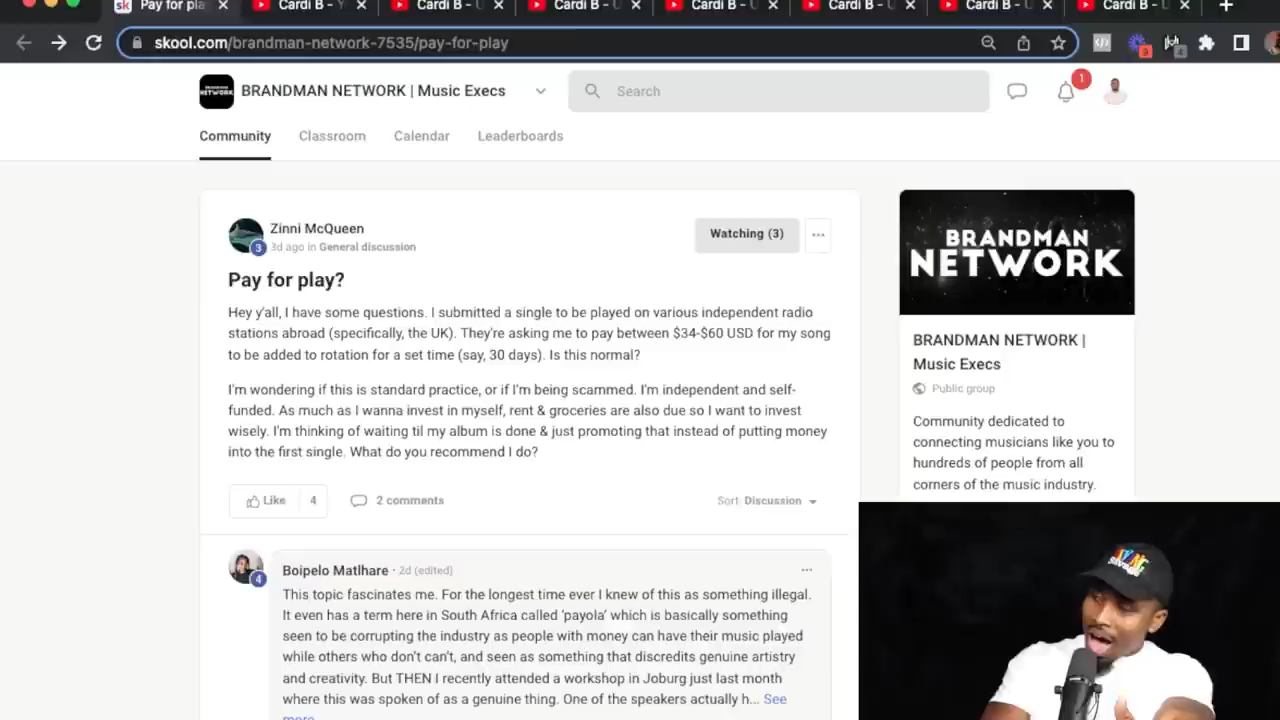 Pay for pla
Cardi B - Y
Cardi B - U
Cardi B - U
Cardi B - U
Cardi B - U
Cardi B - U
Cardi B - U
skool.com/brandman-network-7535/pay-for-play
9
4
NETWORK
BRANDMAN NETWORK | Music Execs
Search
1
Community
Classroom
Calendar
Leaderboards
Zinni McQueen
3
3d ago in General discussion
Watching (3)
Pay for play?
Hey y'all, I have some questions. I submitted a single to be played on various independent radio
stations abroad (specifically, the UK). They're asking me to pay between $34-$60 USD for my song
to be added to rotation for a set time (say, 30 days). Is this normal?
I'm wondering if this is standard practice, or if I'm being scammed. I'm independent and self-
funded. As much as I wanna invest in myself, rent & groceries are also due so I want to invest
wisely. I'm thinking of waiting til my album is done & just promoting that instead of putting money
into the first single. What do you recommend I do?
Like 4
2 comments
Sort: Discussion
BRANDMAN
NETWORK
BRANDMAN NETWORK |
Music Execs
Public group
Community dedicated to
connecting musicians like you to
hundreds of people from all
corners of the music industry.
4
Boipelo Matlhare · 2d (edited)
This topic fascinates me. For the longest time ever I knew of this as something illegal.
It even has a term here in South Africa called 'payola' which is basically something
seen to be corrupting the industry as people with money can have their music played
while others who don't can't, and seen as something that discredits genuine artistry
and creativity. But THEN I recently attended a workshop in Joburg just last month
where this was spoken of as a genuine thing. One of the speakers actually h... See
more